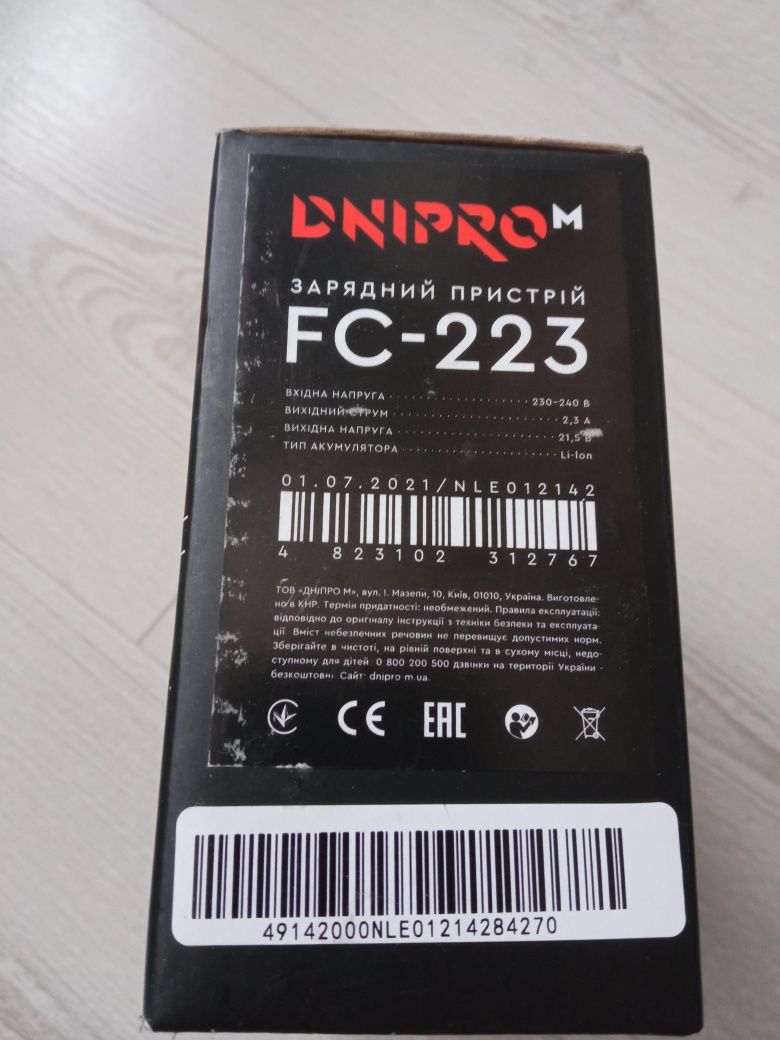 DNIPRO M
ЗАРЯДНИЙ ПРИСТРІЙ
FC-223
ВХІДНА НАПРУГА 230-240 В
ВИХІДНИЙ СТРУМ 2,3 А
ВИХІДНА НАПРУГА 21,5 В
ТИП АКУМУЛЯТОРА Li-Ion
01.07.2021/NLE012142
4 823102 312767
ТОВ «ДНІПРО М», вул. І. Мазепи, 10, Київ, 01010, Україна. Виготовле-
но в КНР. Термін придатності: необмежений. Правила експлуатації:
відповідно до оригіналу інструкції з техніки безпеки та експлуата-
ції Вміст небезпечних речовин не перевищує допустимих норм.
Зберігайте в чистоті, на рівній поверхні та в сухому місці, недо-
ступному для дітей 0 800 200 500 дзвінки на території України -
безкоштовні. Сайт: dnipro-m.ua.
CE EAC
49142000NLE01214284270